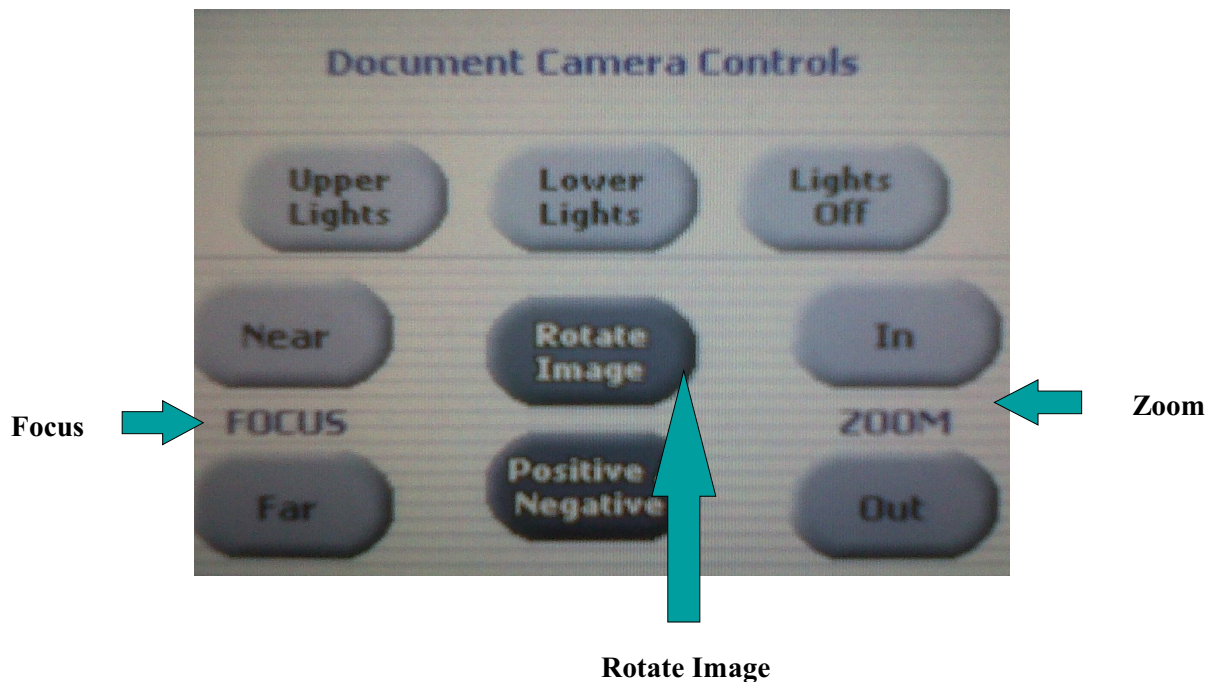 Document Camera Controls
Upper
Lights
Lower
Lights
Lights
Off
Near
Rotate
Image
In
Focus
FOCUS
ZOOM
Zoom
Far
Positive
Negative
Out
Rotate Image